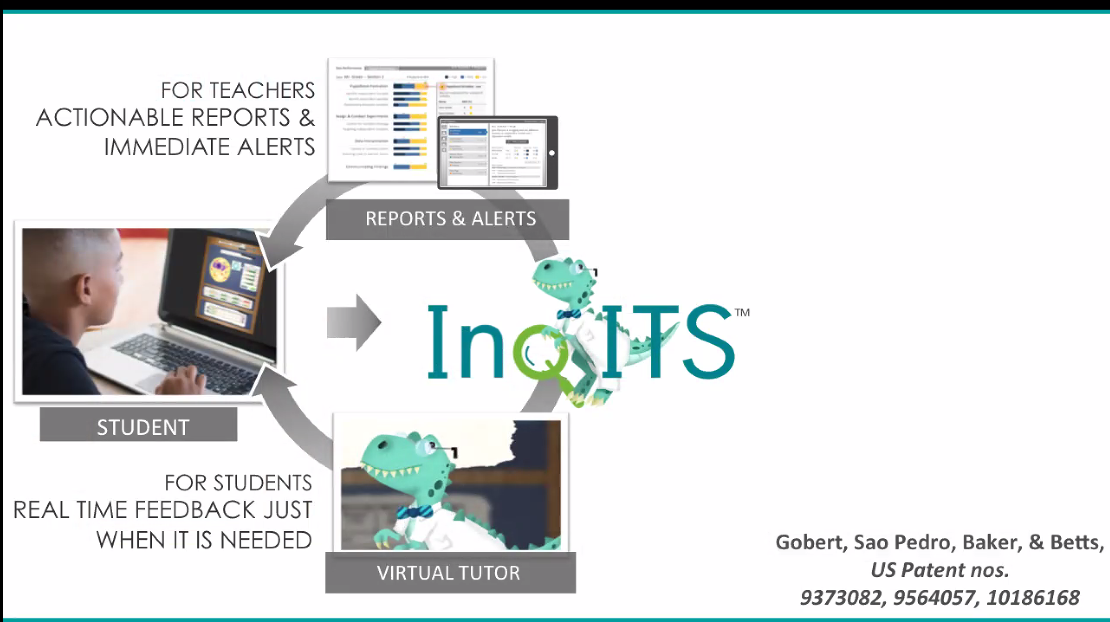 FOR TEACHERS
ACTIONABLE REPORTS &
IMMEDIATE ALERTS
REPORTS & ALERTS
InQITS™
STUDENT
FOR STUDENTS
REAL TIME FEEDBACK JUST
WHEN IT IS NEEDED
VIRTUAL TUTOR
Gobert, Sao Pedro, Baker, & Betts,
US Patent nos.
9373082, 9564057, 10186168